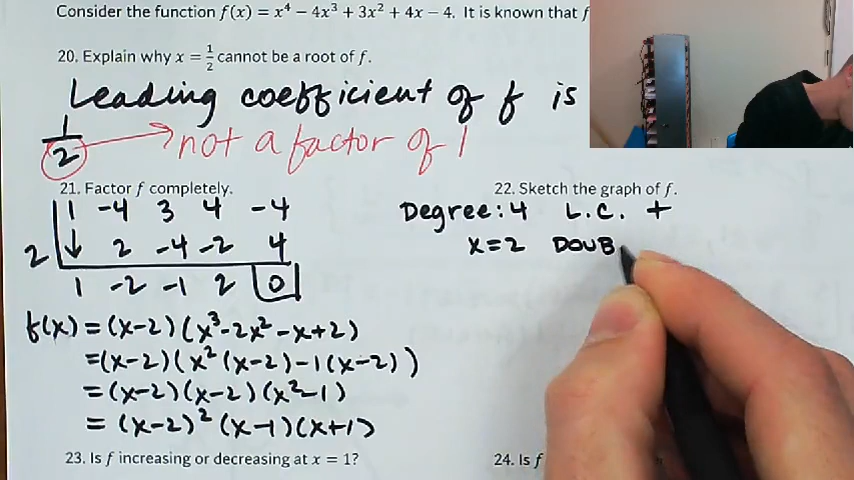 Consider the function f(x) = x⁴ − 4x³ + 3x² + 4x − 4. It is known that f
20. Explain why x = 1/2 cannot be a root of f.
Leading coefficient of f is
1/2 not a factor of 1
21. Factor f completely.
1 -4 3 4 -4
2 ↓ 2 -4 -2 4
1 -2 -1 2 0
f(x) = (x-2)(x³-2x²-x+2)
=(x-2)(x²(x-2)-1(x-2))
= (x-2)(x-2)(x²-1)
= (x-2)²(x-1)(x+1)
22. Sketch the graph of f.
Degree: 4 L.C. +
x=2 DOUB
23. Is f increasing or decreasing at x = 1?
24. Is f